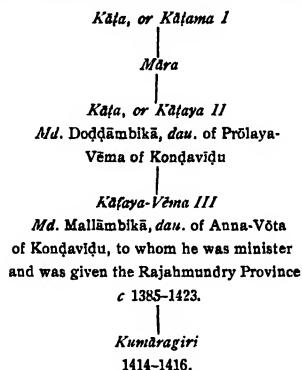 Kāṭa, or Kāṭama I
Māra
Kāṭa, or Kāṭaya II
Md. Doḍḍāmbikā, dau. of Prōlaya-
Vēma of Koṇḍavīḍu
Kāṭaya-Vēma III
Md. Mallāmbikā, dau. of Anna-Vōta
of Koṇḍavīḍu, to whom he was minister
and was given the Rajahmundry Province
c 1385-1423.
Kumāragiri
1414-1416.